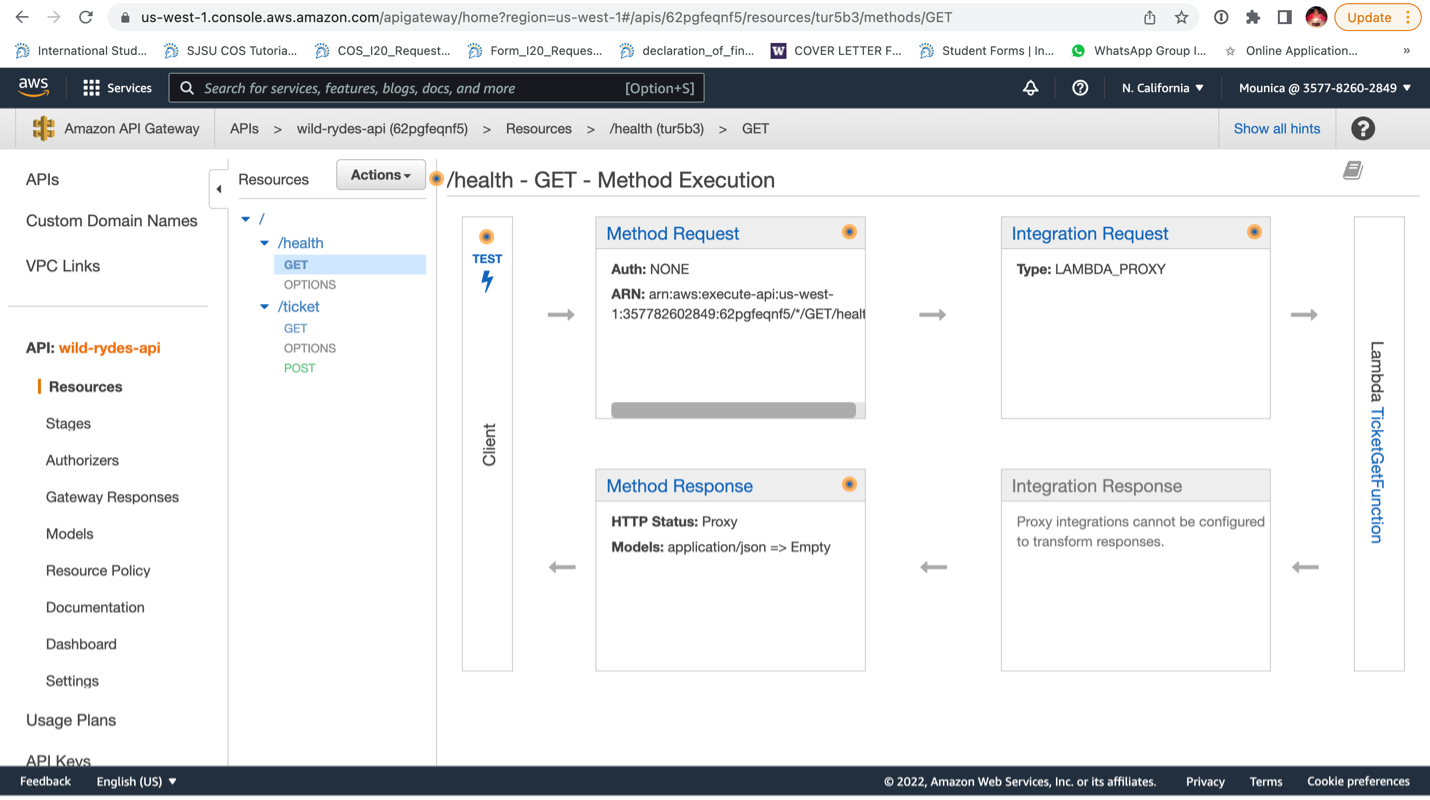 us-west-1.console.aws.amazon.com/apigateway/home?region=us-west-1#/apis/62pgfeqnf5/resources/tur5b3/methods/GET
Update
International Stud...
SJSU COS Tutoria...
COS_I20_Request...
Form_I20_Reques...
declaration_of_fin...
W
COVER LETTER F...
Student Forms | In...
WhatsApp Group I...
Online Application...
»
aws
Services
Search for services, features, blogs, docs, and more
[Option+S]
N. California ▼
Mounica @ 3577-8260-2849 ▼
Amazon API Gateway
APIs > wild-rydes-api (62pgfeqnf5) > Resources > /health (tur5b3) > GET
Show all hints
?
APIs
Custom Domain Names
VPC Links
API: wild-rydes-api
Resources
Stages
Authorizers
Gateway Responses
Models
Resource Policy
Documentation
Dashboard
Settings
Usage Plans
API Keys
Resources
Actions
/
/health
GET
OPTIONS
/ticket
GET
OPTIONS
POST
/health - GET - Method Execution
TEST
Client
Method Request
Auth: NONE
ARN: arn:aws:execute-api:us-west-
1:357782602849:62pgfeqnf5/*/GET/healt
Integration Request
Type: LAMBDA_PROXY
Method Response
HTTP Status: Proxy
Models: application/json => Empty
Integration Response
Proxy integrations cannot be configured
to transform responses.
Lambda TicketGetFunction
Feedback
English (US) ▼
© 2022, Amazon Web Services, Inc. or its affiliates.
Privacy
Terms
Cookie preferences